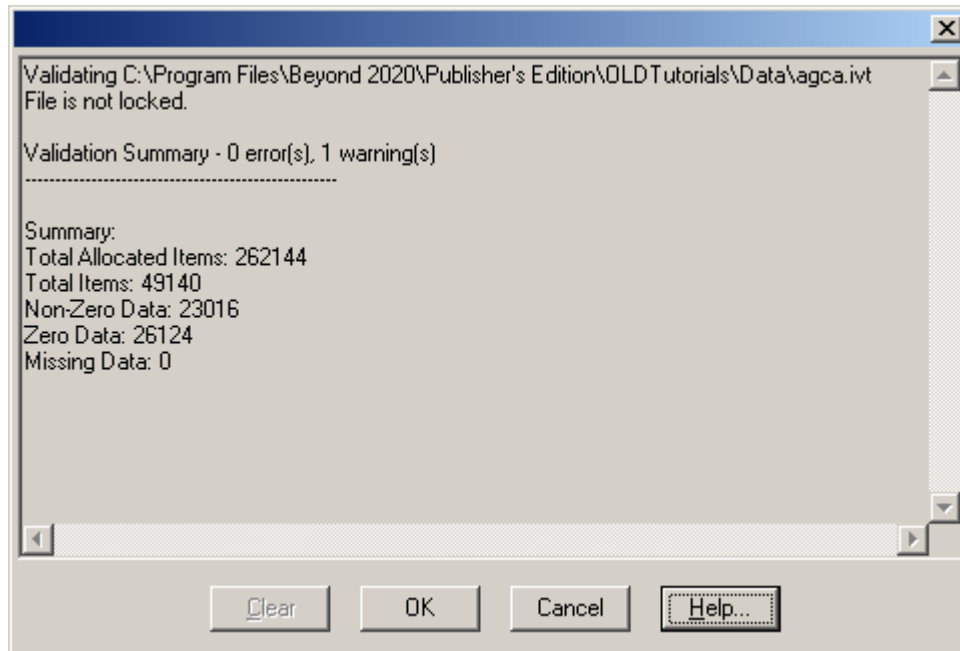 Validating C:\Program Files\Beyond 2020\Publisher's Edition\OLDTutorials\Data\agca.ivt
File is not locked.
Validation Summary - 0 error(s), 1 warning(s)
----------------------------------------------------
Summary:
Total Allocated Items: 262144
Total Items: 49140
Non-Zero Data: 23016
Zero Data: 26124
Missing Data: 0
Clear OK Cancel Help...